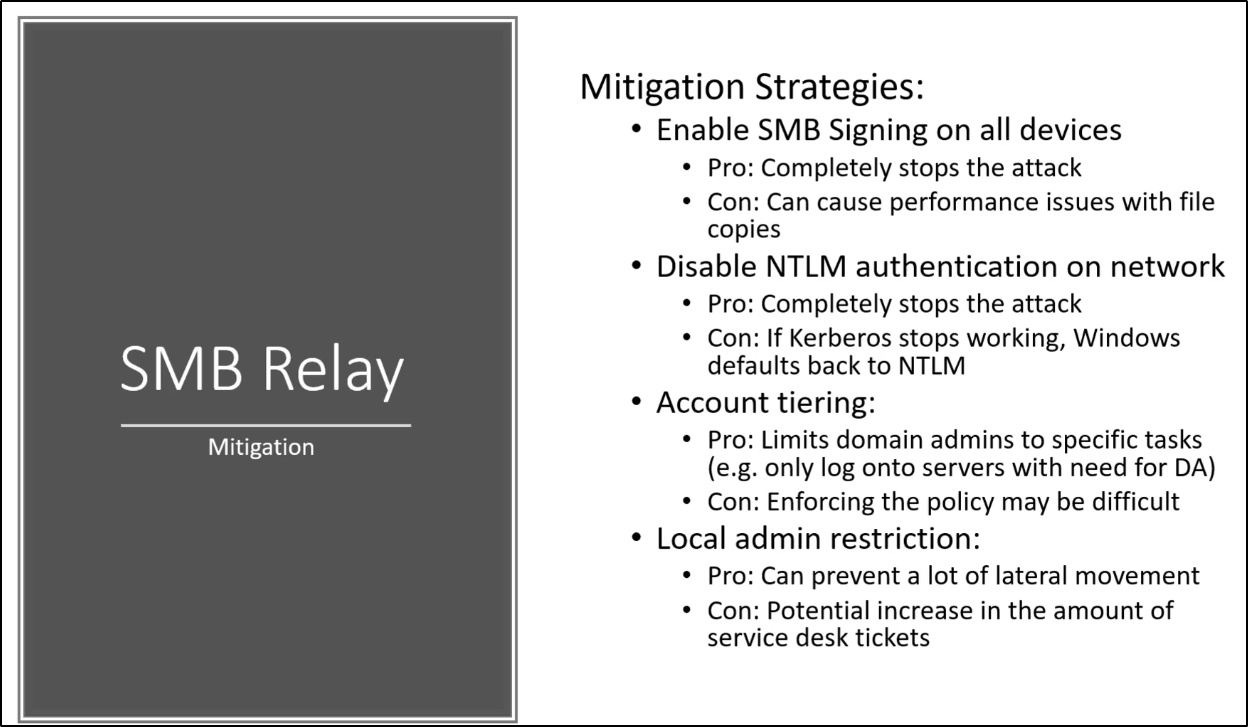 SMB Relay
Mitigation
Mitigation Strategies:
• Enable SMB Signing on all devices
• Pro: Completely stops the attack
• Con: Can cause performance issues with file
copies
• Disable NTLM authentication on network
• Pro: Completely stops the attack
• Con: If Kerberos stops working, Windows
defaults back to NTLM
• Account tiering:
• Pro: Limits domain admins to specific tasks
(e.g. only log onto servers with need for DA)
• Con: Enforcing the policy may be difficult
• Local admin restriction:
• Pro: Can prevent a lot of lateral movement
• Con: Potential increase in the amount of
service desk tickets